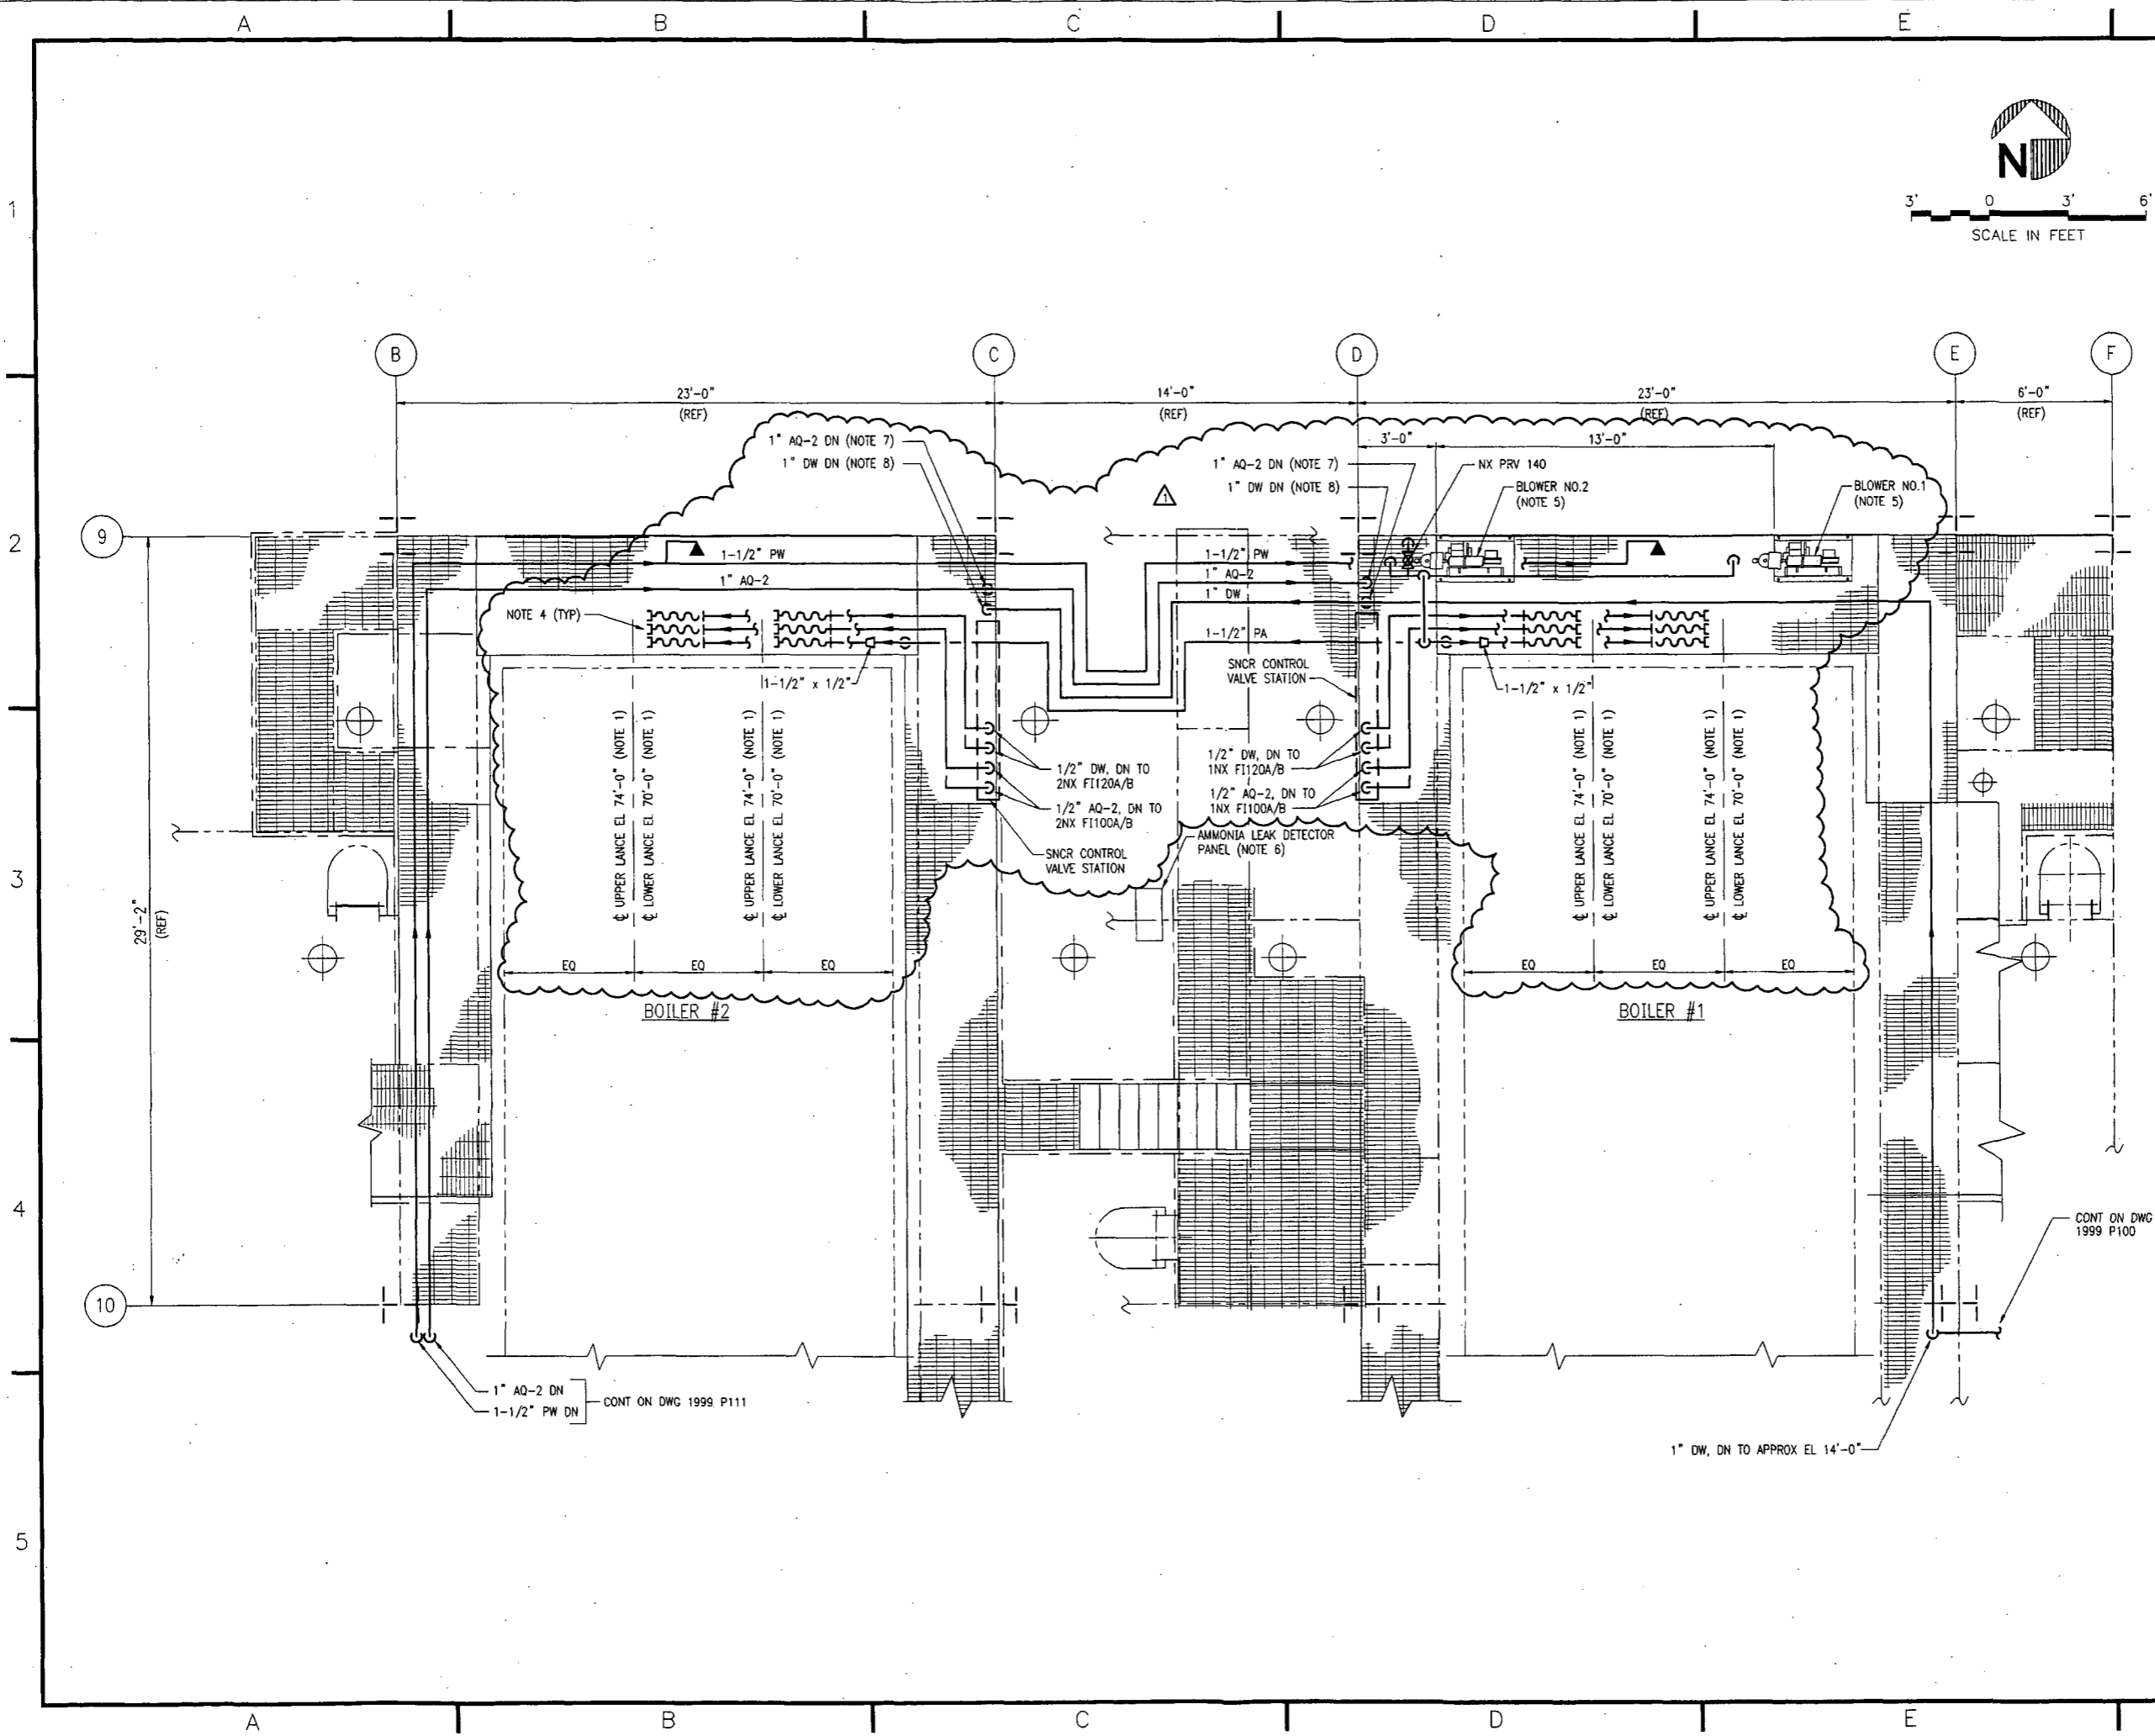 A B C D E
N
3' 0 3' 6'
SCALE IN FEET
1
B C D E F
23'-0"
(REF)
14'-0"
(REF)
23'-0"
(REF)
6'-0"
(REF)
3'-0"
13'-0"
1" AQ-2 DN (NOTE 7)
1" DW DN (NOTE 8)
1" AQ-2 DN (NOTE 7)
1" DW DN (NOTE 8)
1
NX PRV 140
BLOWER NO.2
(NOTE 5)
BLOWER NO.1
(NOTE 5)
2
9
1-1/2" PW
1" AQ-2
1-1/2" PW
1" AQ-2
1" DW
NOTE 4 (TYP)
1-1/2" PA
1-1/2" x 1/2"
SNCR CONTROL
VALVE STATION
1-1/2" x 1/2"
℄ UPPER LANCE EL 74'-0" (NOTE 1)
℄ LOWER LANCE EL 70'-0" (NOTE 1)
℄ UPPER LANCE EL 74'-0" (NOTE 1)
℄ LOWER LANCE EL 70'-0" (NOTE 1)
1/2" DW, DN TO
2NX FI120A/B
1/2" AQ-2, DN TO
2NX FI100A/B
SNCR CONTROL
VALVE STATION
1/2" DW, DN TO
1NX FI120A/B
1/2" AQ-2, DN TO
1NX FI100A/B
AMMONIA LEAK DETECTOR
PANEL (NOTE 6)
℄ UPPER LANCE EL 74'-0" (NOTE 1)
℄ LOWER LANCE EL 70'-0" (NOTE 1)
℄ UPPER LANCE EL 74'-0" (NOTE 1)
℄ LOWER LANCE EL 70'-0" (NOTE 1)
3
29'-2"
(REF)
EQ EQ EQ
EQ EQ EQ
BOILER #2
BOILER #1
4
CONT ON DWG
1999 P100
10
1" AQ-2 DN
1-1/2" PW DN
CONT ON DWG 1999 P111
1" DW, DN TO APPROX EL 14'-0"
5
A B C D E